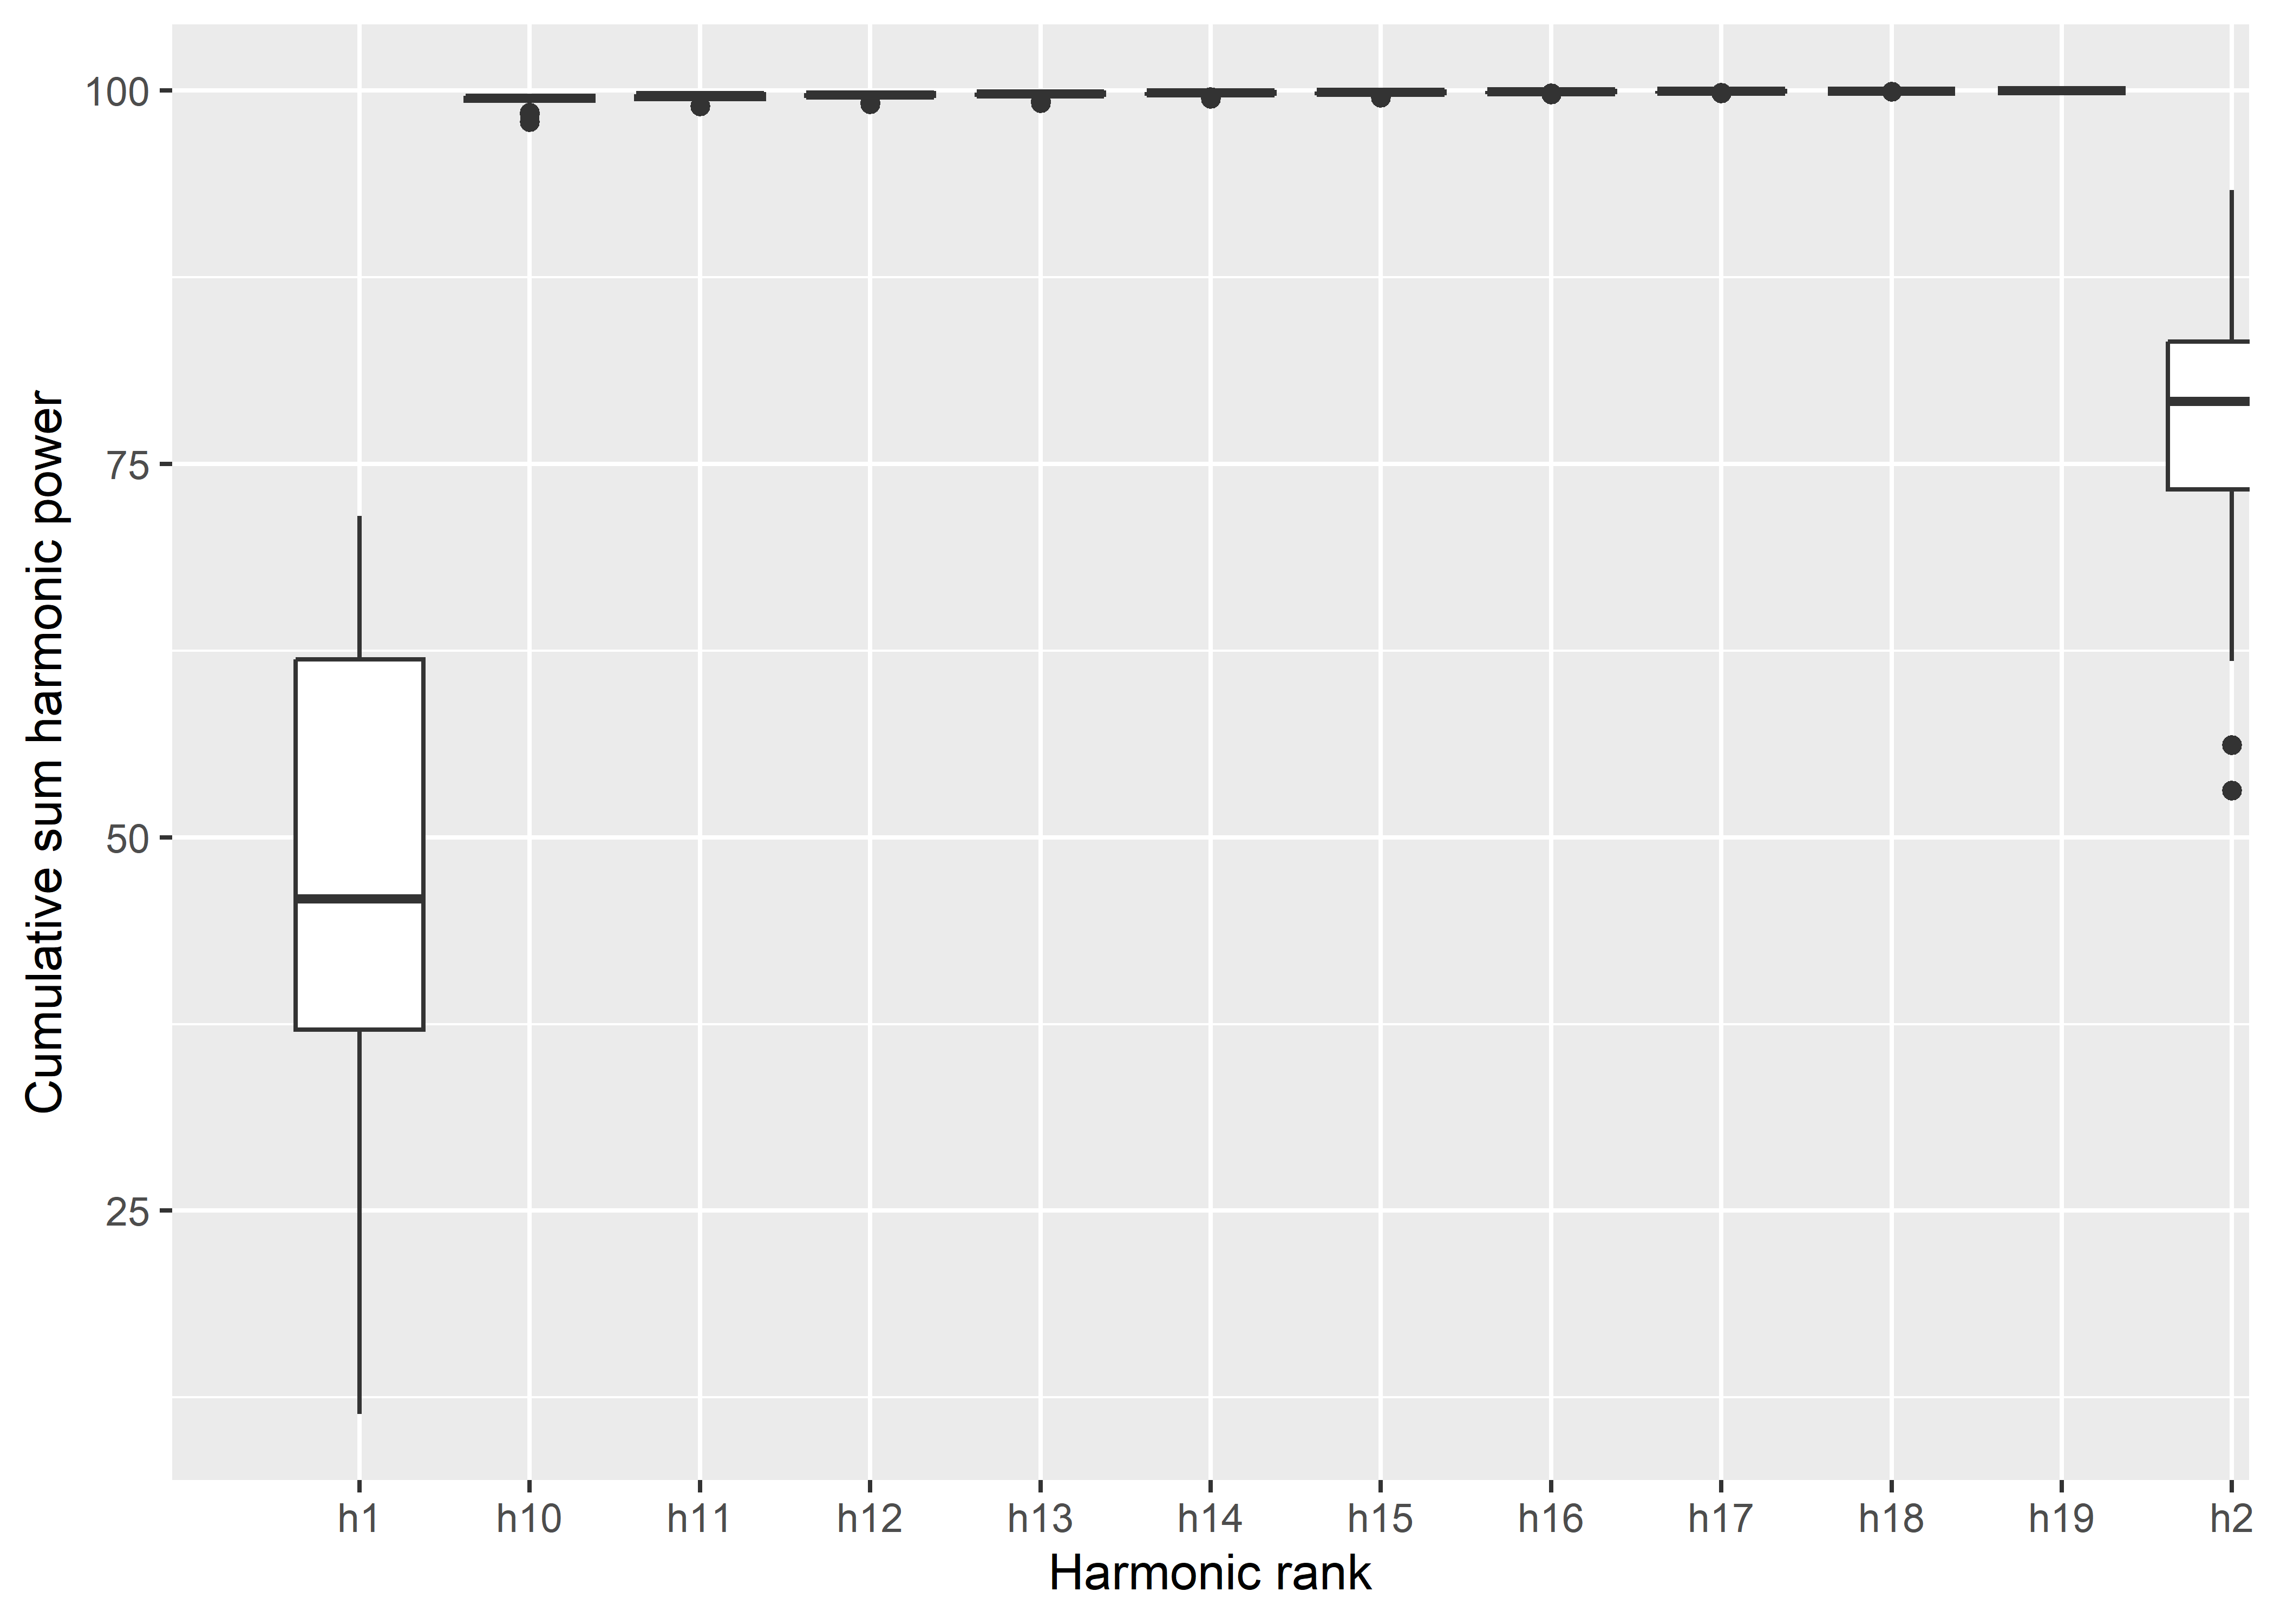 Cumulative sum harmonic power
100
75
50
25
h1 h10 h11 h12 h13 h14 h15 h16 h17 h18 h19 h2
Harmonic rank